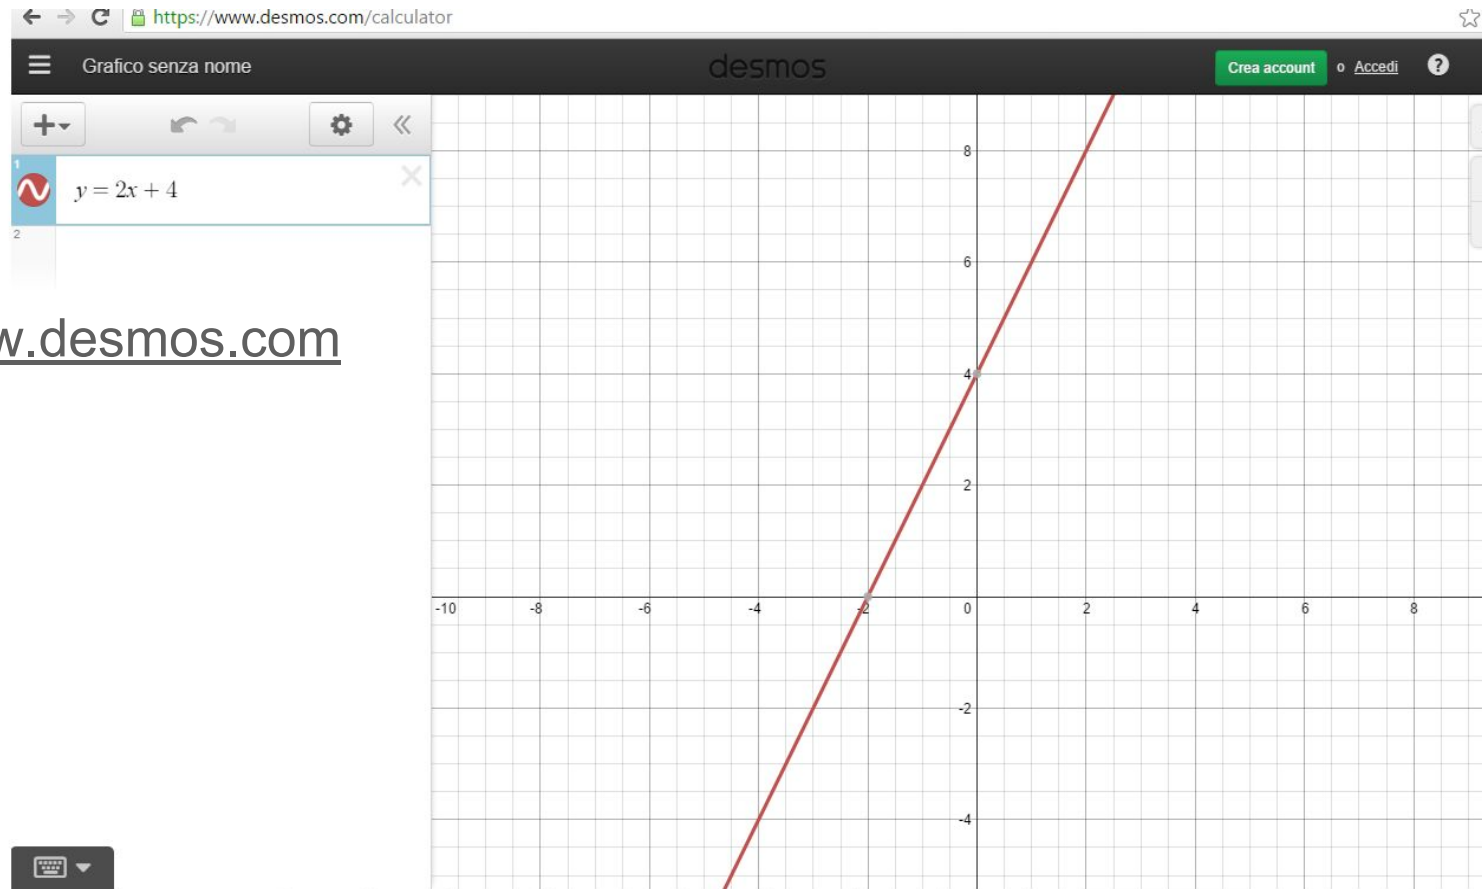 https://www.desmos.com/calculator
Grafico senza nome
desmos
Crea account o Accedi ?
1
y = 2x + 4
2
w.desmos.com
8
6
4
2
-10 -8 -6 -4 -2 0 2 4 6 8
-2
-4